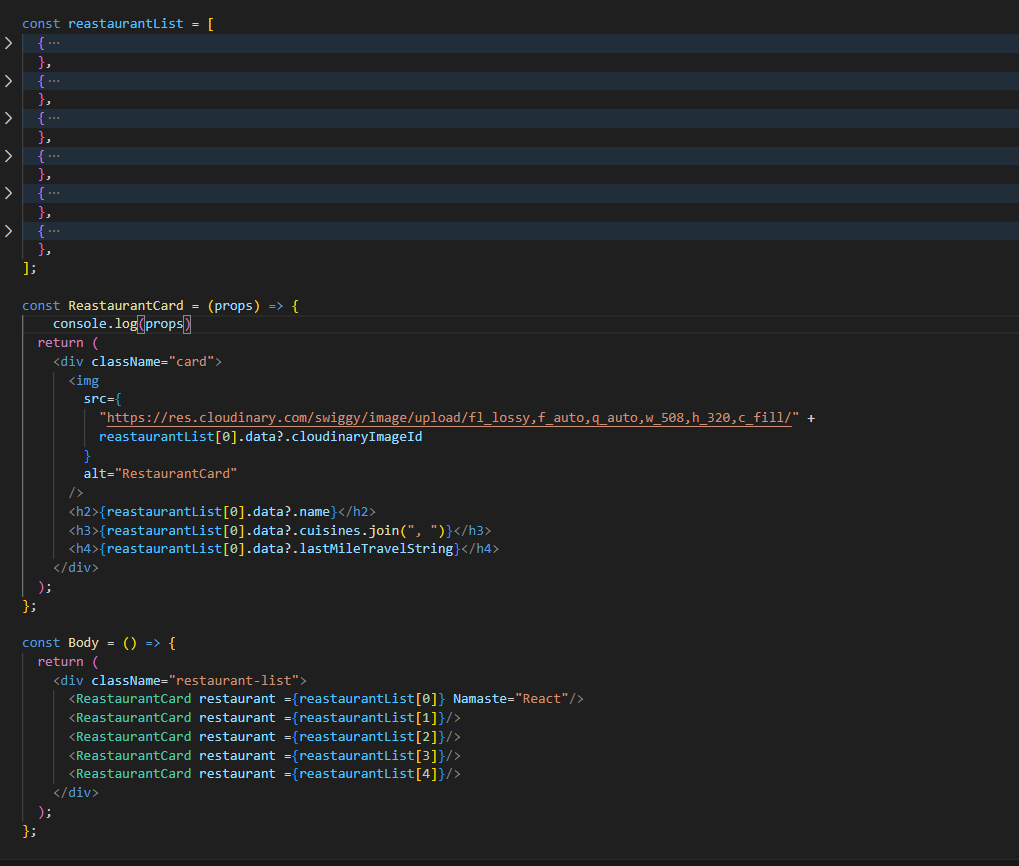 const reastaurantList = [
{ ···
},
{ ···
},
{ ···
},
{ ···
},
{ ···
},
{ ···
},
];
const ReastaurantCard = (props) => {
console.log(props)
return (
<div className="card">
<img
src={
"https://res.cloudinary.com/swiggy/image/upload/fl_lossy,f_auto,q_auto,w_508,h_320,c_fill/" +
reastaurantList[0].data?.cloudinaryImageId
}
alt="RestaurantCard"
/>
<h2>{reastaurantList[0].data?.name}</h2>
<h3>{reastaurantList[0].data?.cuisines.join(", ")}</h3>
<h4>{reastaurantList[0].data?.lastMileTravelString}</h4>
</div>
);
};
const Body = () => {
return (
<div className="restaurant-list">
<ReastaurantCard restaurant ={reastaurantList[0]} Namaste="React"/>
<ReastaurantCard restaurant ={reastaurantList[1]}/>
<ReastaurantCard restaurant ={reastaurantList[2]}/>
<ReastaurantCard restaurant ={reastaurantList[3]}/>
<ReastaurantCard restaurant ={reastaurantList[4]}/>
</div>
);
};